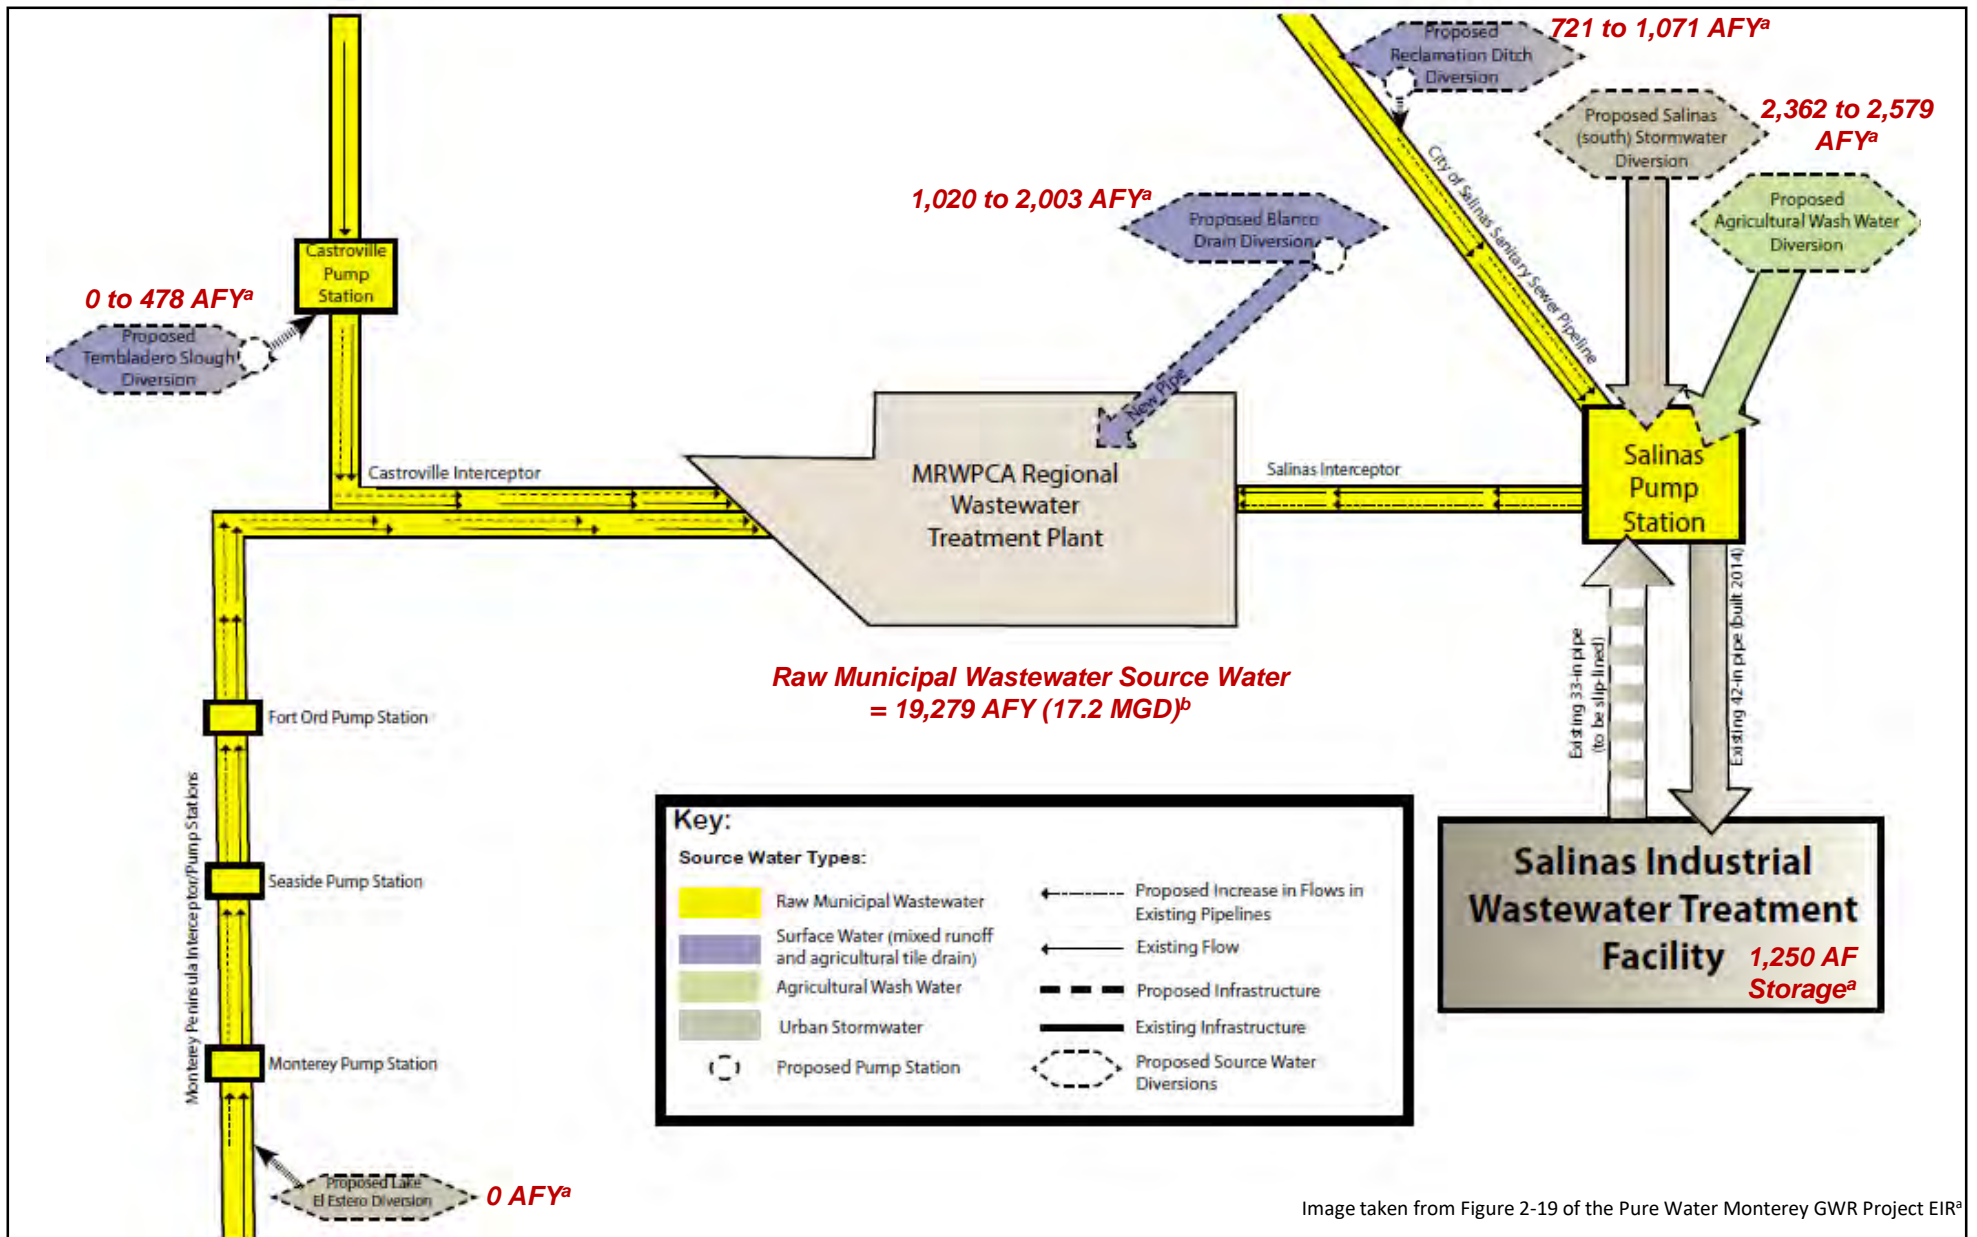 721 to 1,071 AFYª
Proposed
Reclamation Ditch
Diversion
Proposed Salinas
(south) Stormwater
Diversion
2,362 to 2,579
AFYª
City of Salinas Sanitary Sewer Pipeline
1,020 to 2,003 AFYª
Proposed Blanco
Drain Diversion
Proposed
Agricultural Wash Water
Diversion
Castroville
Pump
Station
0 to 478 AFYª
Proposed
Tembladero Slough
Diversion
New Pipe
Castroville Interceptor
MRWPCA Regional
Wastewater
Treatment Plant
Salinas Interceptor
Salinas
Pump
Station
Existing 33-in pipe
(to be slip-lined)
Existing 42-in pipe (built 2014)
Raw Municipal Wastewater Source Water
= 19,279 AFY (17.2 MGD)ᵇ
Fort Ord Pump Station
Seaside Pump Station
Monterey Pump Station
Monterey Peninsula Interceptor/Pump Stations
Key:
Source Water Types:
Raw Municipal Wastewater
Surface Water (mixed runoff
and agricultural tile drain)
Agricultural Wash Water
Urban Stormwater
Proposed Pump Station
Proposed Increase in Flows in
Existing Pipelines
Existing Flow
Proposed Infrastructure
Existing Infrastructure
Proposed Source Water
Diversions
Salinas Industrial
Wastewater Treatment
Facility
1,250 AF
Storageª
Proposed Lake
El Estero Diversion
0 AFYª
Image taken from Figure 2-19 of the Pure Water Monterey GWR Project EIRª